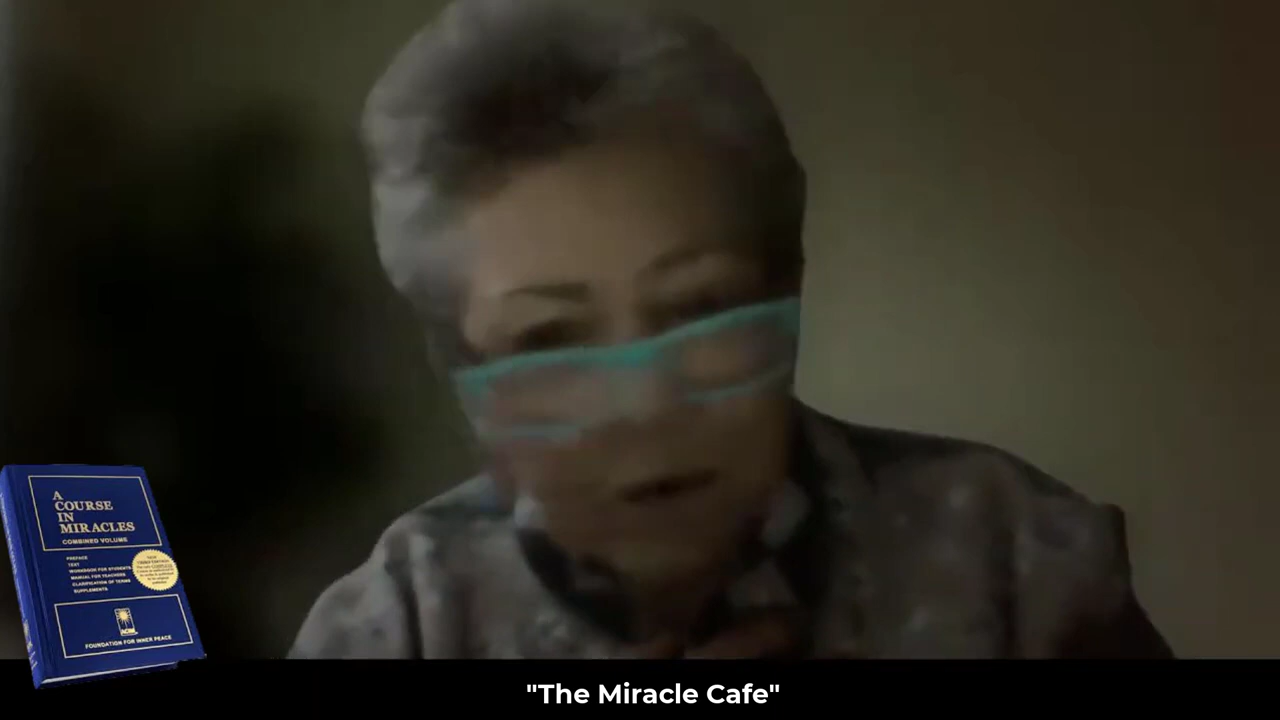 A
COURSE
IN
MIRACLES
COMBINED VOLUME
PREFACE
TEXT
WORKBOOK FOR STUDENTS
MANUAL FOR TEACHERS
CLARIFICATION OF TERMS
SUPPLEMENTS
FOUNDATION FOR INNER PEACE
"The Miracle Cafe"